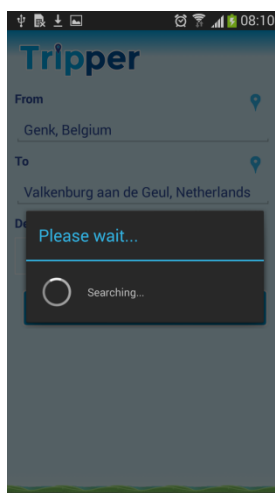 08:10
Tripper
From
Genk, Belgium
To
Valkenburg aan de Geul, Netherlands
De
Please wait...
Searching...